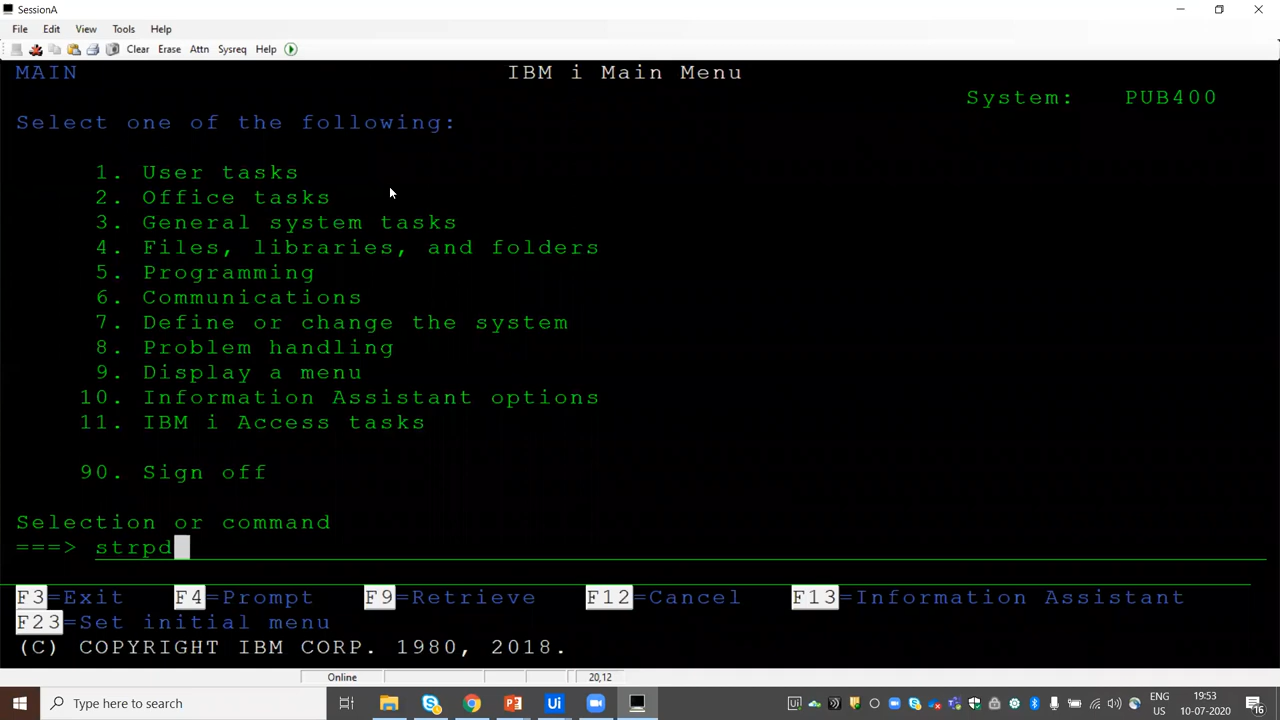 SessionA
File Edit View Tools Help
Clear Erase Attn Sysreq Help
MAIN IBM i Main Menu
System: PUB400
Select one of the following:
1. User tasks
2. Office tasks
3. General system tasks
4. Files, libraries, and folders
5. Programming
6. Communications
7. Define or change the system
8. Problem handling
9. Display a menu
10. Information Assistant options
11. IBM i Access tasks
90. Sign off
Selection or command
===> strpd
F3=Exit F4=Prompt F9=Retrieve F12=Cancel F13=Information Assistant
F23=Set initial menu
(C) COPYRIGHT IBM CORP. 1980, 2018.
Online 20,12
Type here to search Ui Ui ENG 19:53
US 10-07-2020 16